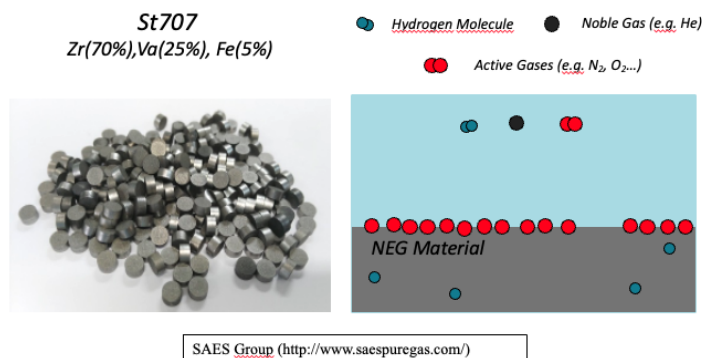 St707
Zr(70%),Va(25%), Fe(5%)
Hydrogen Molecule
Noble Gas (e.g. He)
Active Gases (e.g. N₂, O₂...)
NEG Material
SAES Group (http://www.saespuregas.com/)